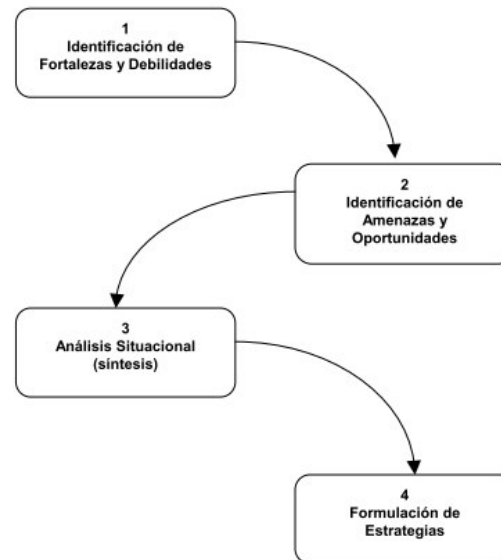 1
Identificación de
Fortalezas y Debilidades
2
Identificación de
Amenazas y
Oportunidades
3
Análisis Situacional
(síntesis)
4
Formulación de
Estrategias